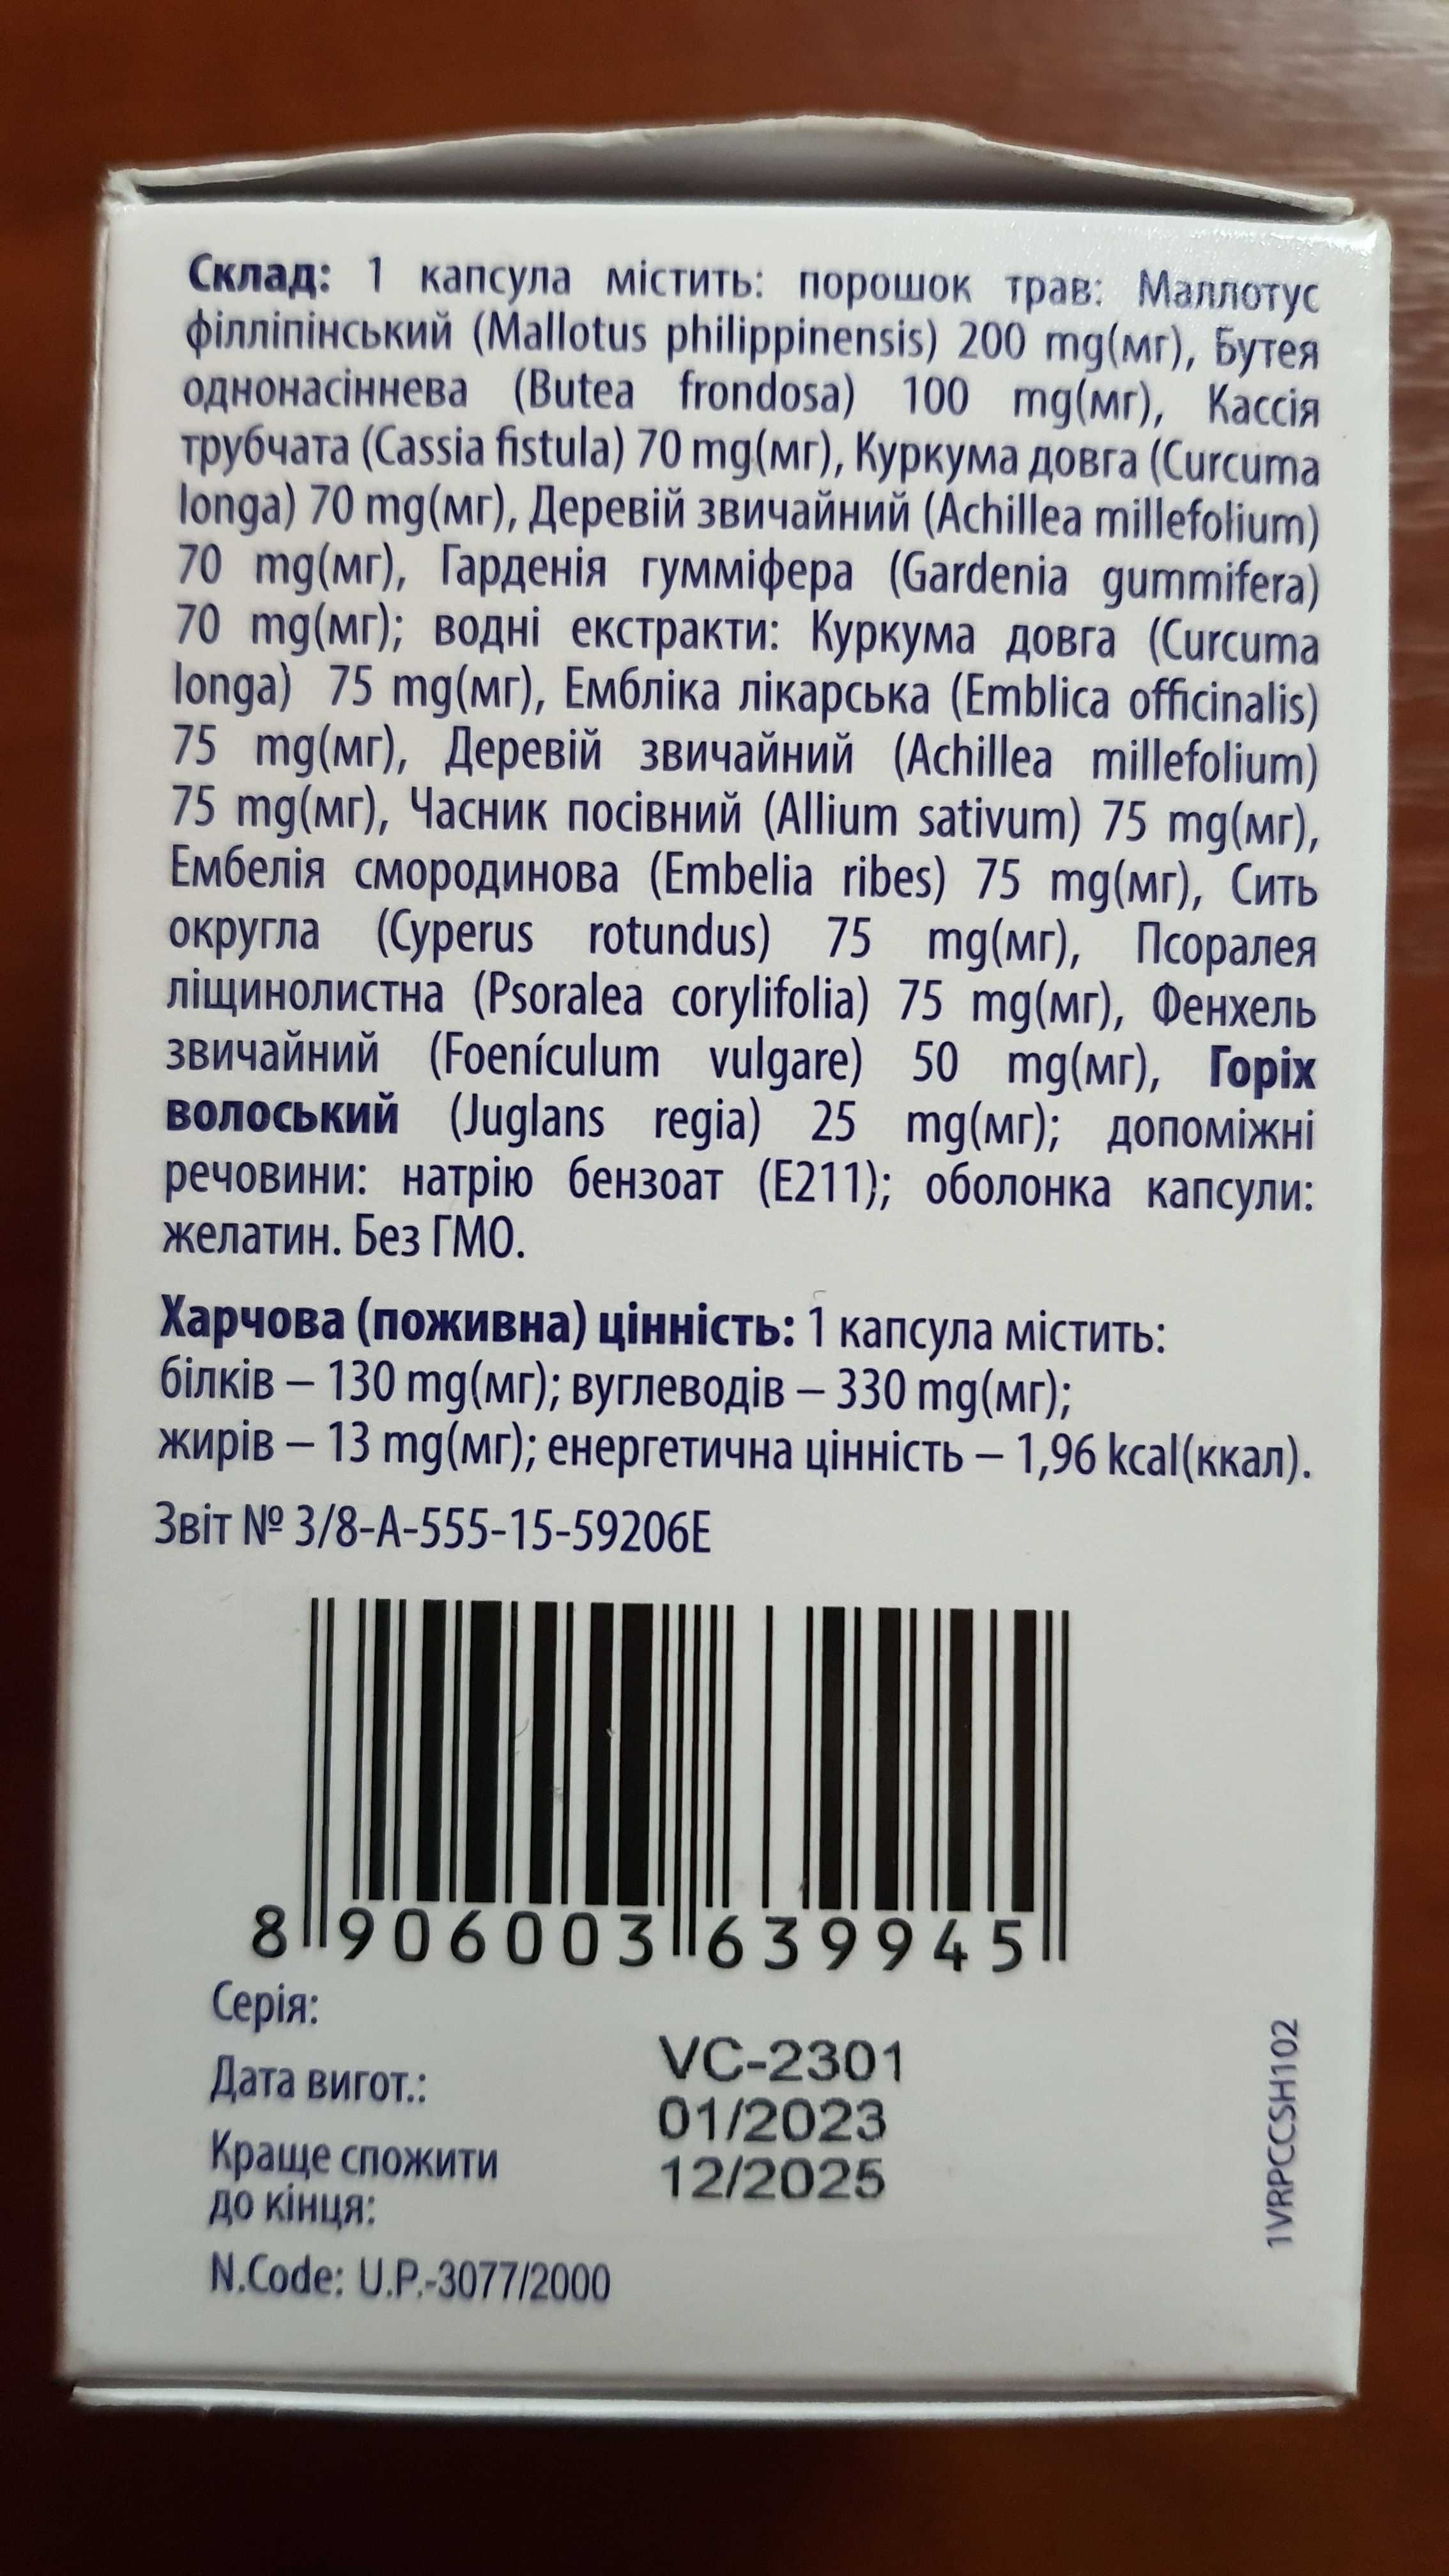 Склад: 1 капсула містить: порошок трав: Маллотус
філліпінський (Mallotus philippinensis) 200 mg(мг), Бутея
однонасіннева (Butea frondosa) 100 mg(мг), Кассія
трубчата (Cassia fistula) 70 mg(мг), Куркума довга (Curcuma
longa) 70 mg(мг), Деревій звичайний (Achillea millefolium)
70 mg(мг), Гарденія гумміфера (Gardenia gummifera)
70 mg(мг); водні екстракти: Куркума довга (Curcuma
longa) 75 mg(мг), Ембліка лікарська (Emblica officinalis)
75 mg(мг), Деревій звичайний (Achillea millefolium)
75 mg(мг), Часник посівний (Allium sativum) 75 mg(мг),
Ембелія смородинова (Embelia ribes) 75 mg(мг), Сить
округла (Cyperus rotundus) 75 mg(мг), Псоралея
ліщинолистна (Psoralea corylifolia) 75 mg(мг), Фенхель
звичайний (Foenículum vulgare) 50 mg(мг), Горіх
волоський (Juglans regia) 25 mg(мг); допоміжні
речовини: натрію бензоат (Е211); оболонка капсули:
желатин. Без ГМО.
Харчова (поживна) цінність: 1 капсула містить:
білків – 130 mg(мг); вуглеводів – 330 mg(мг);
жирів – 13 mg(мг); енергетична цінність – 1,96 kcal(ккал).
Звіт № 3/8-A-555-15-59206E
8 906003 639945
Серія: VC-2301
Дата вигот.: 01/2023
Краще спожити 12/2025
до кінця:
N.Code: U.P.-3077/2000
1VRPCCSH102